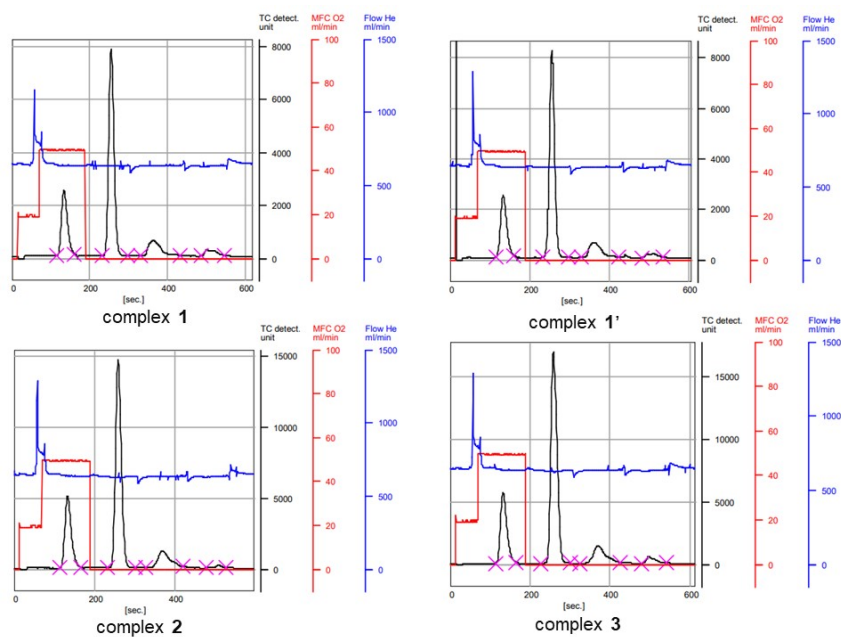 TC detect. MFC O2 Flow He
unit ml/min ml/min
8000 100 1500
80
6000 1000
60
4000
40
500
2000 20
0 0 0
0 200 400 600
[sec.]
complex 1
TC detect. MFC O2 Flow He
unit ml/min ml/min
100 1500
8000 80
1000
6000 60
4000 40
500
2000 20
0 0 0
0 200 400 600
[sec.]
complex 1'
TC detect. MFC O2 Flow He
unit ml/min ml/min
15000 100 1500
80
10000 1000
60
40
5000 500
20
0 0 0
0 200 400
[sec.]
complex 2
TC detect. MFC O2 Flow He
unit ml/min ml/min
100 1500
15000 80
1000
10000 60
40
5000 500
20
0 0 0
0 200 400 600
[sec.]
complex 3